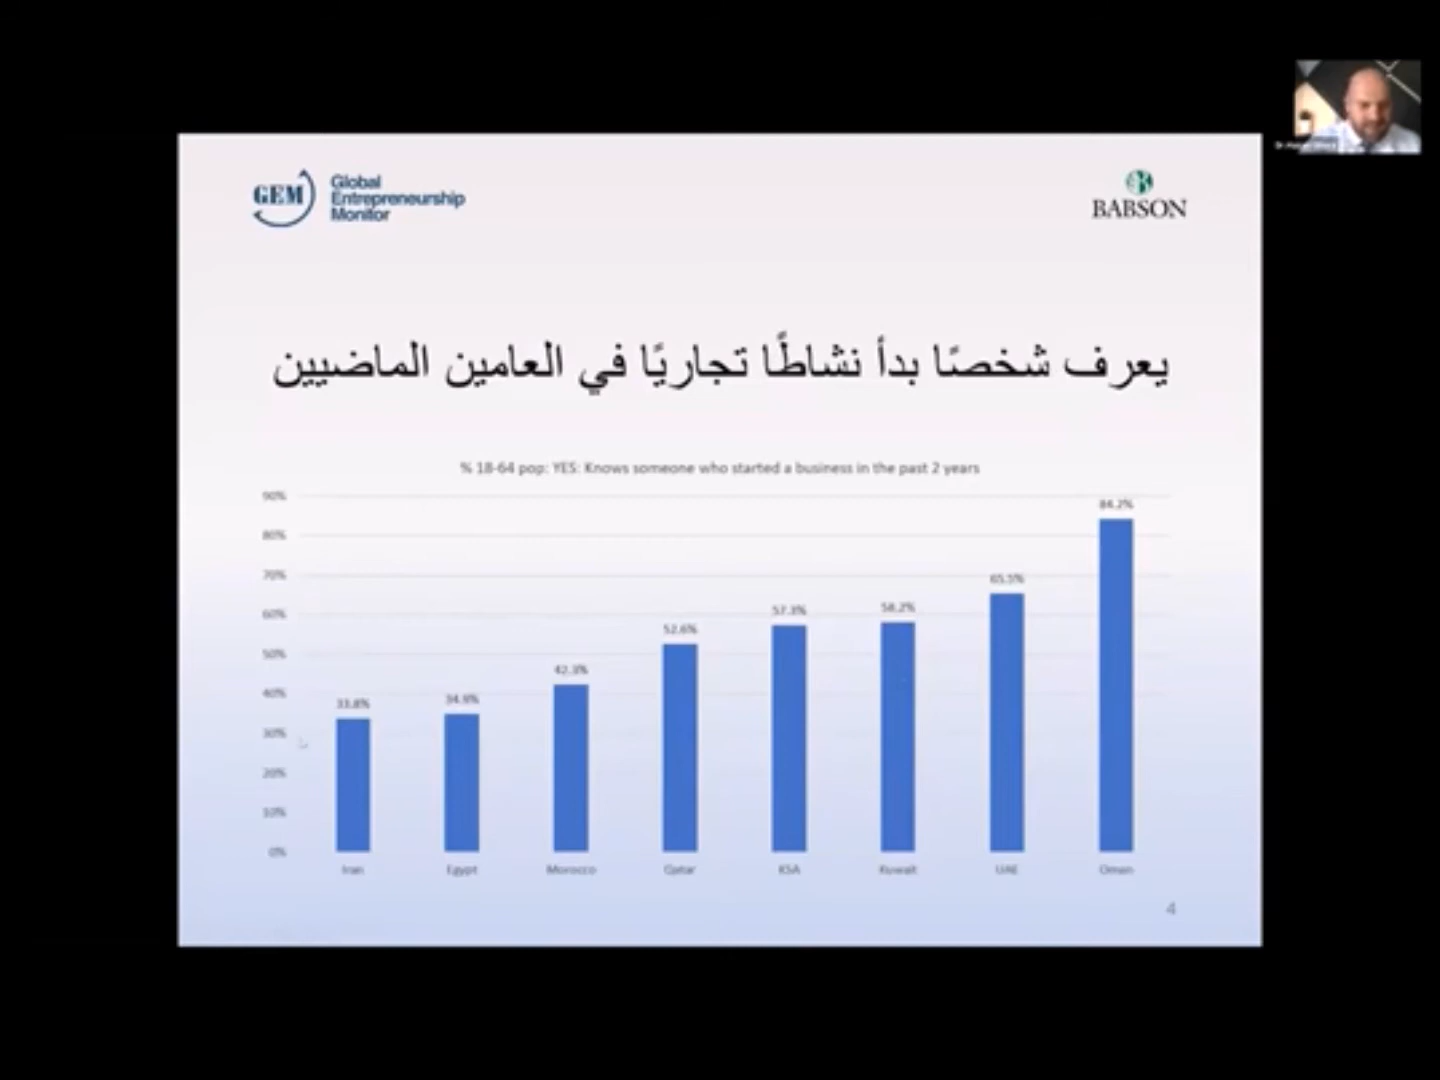 GEM
Global
Entrepreneurship
Monitor
BABSON
يعرف شخصًا بدأ نشاطًا تجاريًا في العامين الماضيين
% 18-64 pop: YES: Knows someone who started a business in the past 2 years
90%
80%
70%
60%
50%
40%
30%
20%
10%
0%
33.8%
34.9%
42.3%
52.6%
57.3%
58.2%
65.5%
84.2%
Iran
Egypt
Morocco
Qatar
KSA
Kuwait
UAE
Oman
4